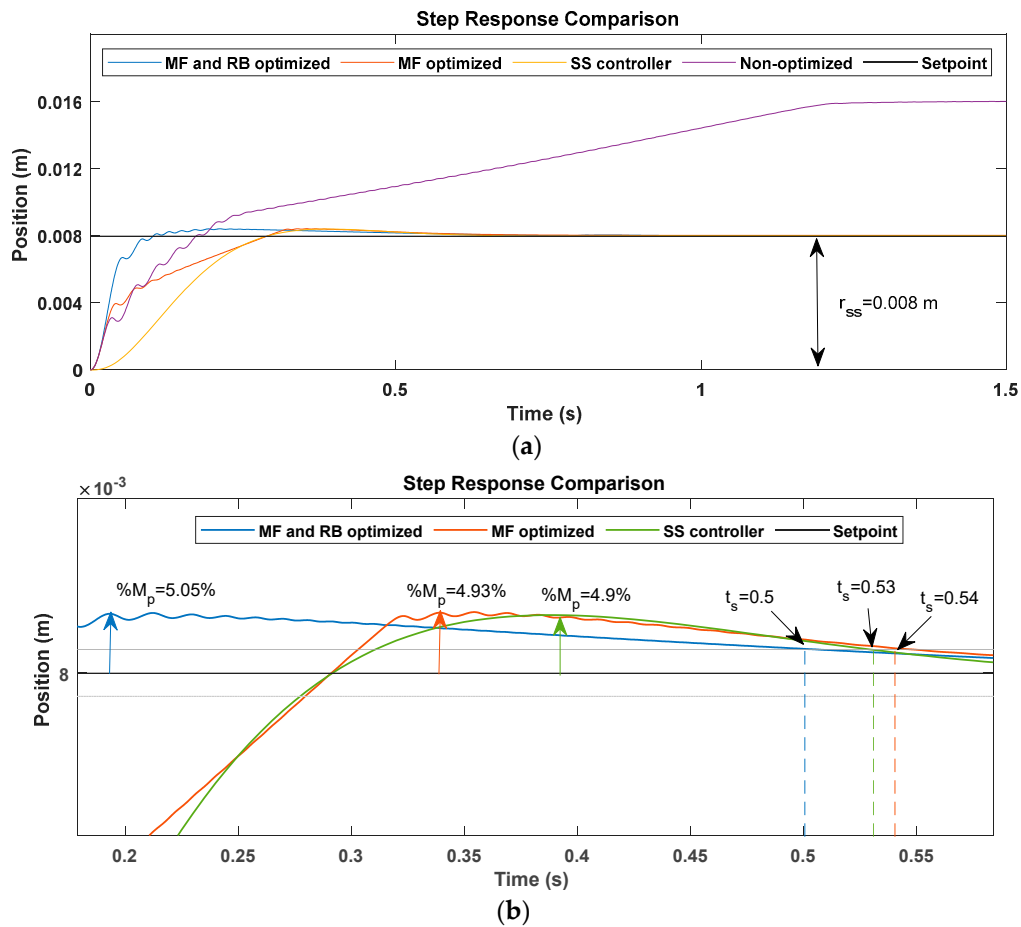 Step Response Comparison
MF and RB optimized MF optimized SS controller Non-optimized Setpoint
0.016
0.012
0.008
0.004
0
Position (m)
r_ss=0.008 m
0 0.5 1 1.5
Time (s)
(a)
×10^-3
Step Response Comparison
MF and RB optimized MF optimized SS controller Setpoint
%M_p=5.05% %M_p=4.93% %M_p=4.9% t_s=0.5 t_s=0.53 t_s=0.54
8
Position (m)
0.2 0.25 0.3 0.35 0.4 0.45 0.5 0.55
Time (s)
(b)